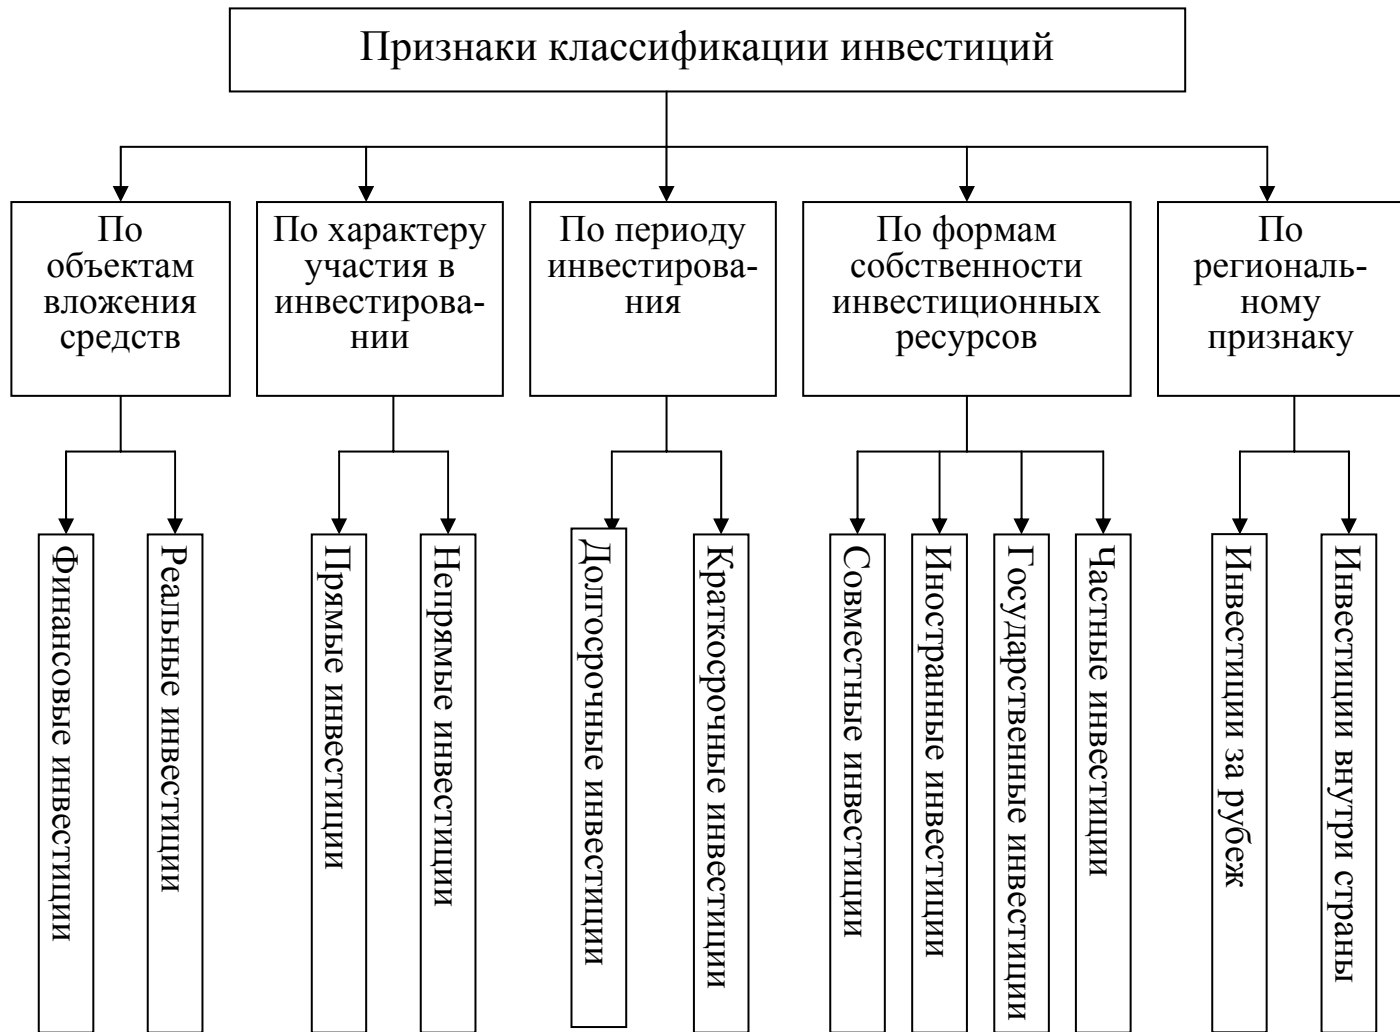 Признаки классификации инвестиций
По
объектам
вложения
средств
По характеру
участия в
инвестирова-
нии
По периоду
инвестирова-
ния
По формам
собственности
инвестиционных
ресурсов
По
региональ-
ному
признаку
Финансовые инвестиции
Реальные инвестиции
Прямые инвестиции
Непрямые инвестиции
Долгосрочные инвестиции
Краткосрочные инвестиции
Совместные инвестиции
Иностранные инвестиции
Государственные инвестиции
Частные инвестиции
Инвестиции за рубеж
Инвестиции внутри страны